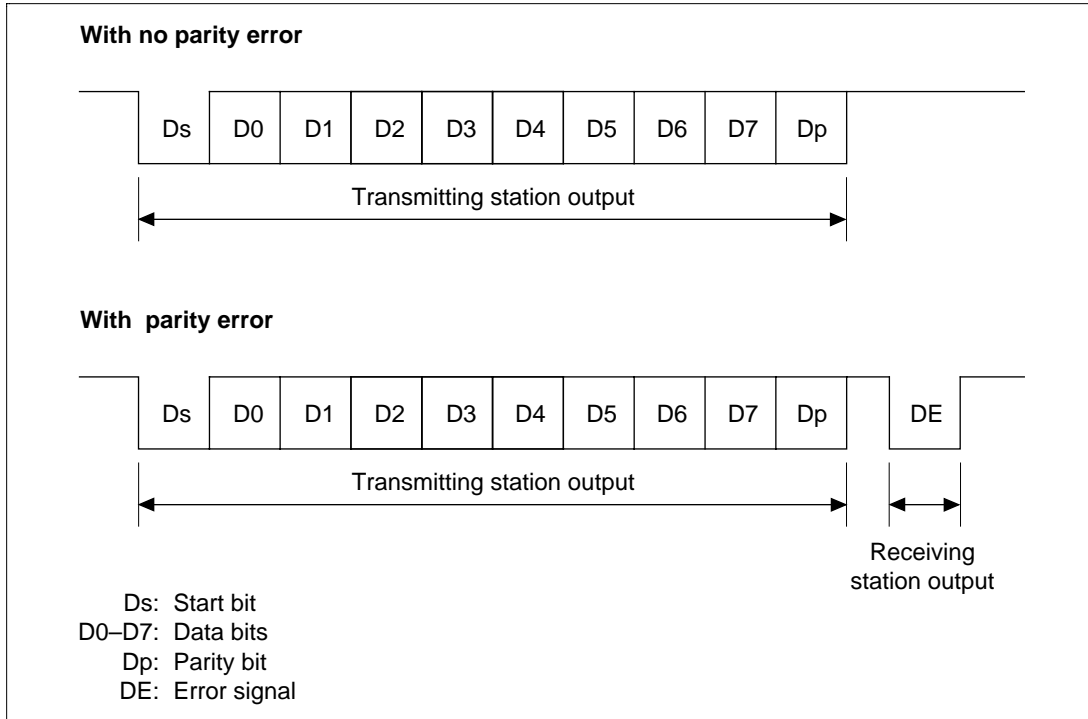 With no parity error
Ds D0 D1 D2 D3 D4 D5 D6 D7 Dp
Transmitting station output
With parity error
Ds D0 D1 D2 D3 D4 D5 D6 D7 Dp DE
Transmitting station output
Receiving
station output
Ds: Start bit
D0–D7: Data bits
Dp: Parity bit
DE: Error signal